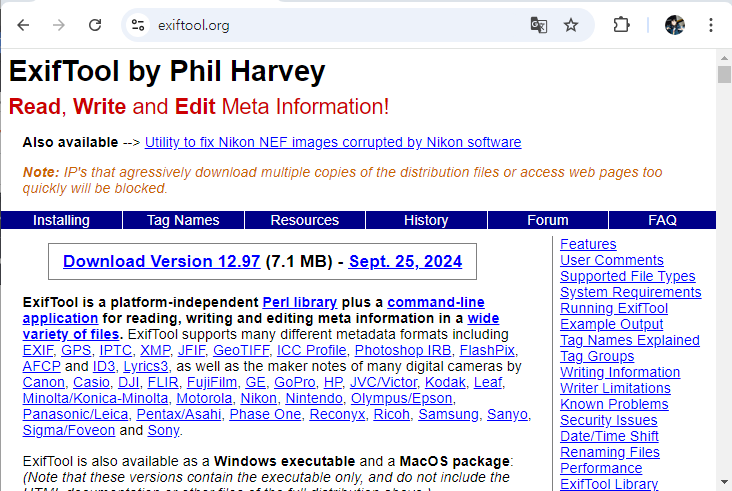 exiftool.org
ExifTool by Phil Harvey
Read, Write and Edit Meta Information!
Also available --> Utility to fix Nikon NEF images corrupted by Nikon software
Note: IP's that agressively download multiple copies of the distribution files or access web pages too
quickly will be blocked.
Installing Tag Names Resources History Forum FAQ
Download Version 12.97 (7.1 MB) - Sept. 25, 2024
ExifTool is a platform-independent Perl library plus a command-line
application for reading, writing and editing meta information in a wide
variety of files. ExifTool supports many different metadata formats including
EXIF, GPS, IPTC, XMP, JFIF, GeoTIFF, ICC Profile, Photoshop IRB, FlashPix,
AFCP and ID3, Lyrics3, as well as the maker notes of many digital cameras by
Canon, Casio, DJI, FLIR, FujiFilm, GE, GoPro, HP, JVC/Victor, Kodak, Leaf,
Minolta/Konica-Minolta, Motorola, Nikon, Nintendo, Olympus/Epson,
Panasonic/Leica, Pentax/Asahi, Phase One, Reconyx, Ricoh, Samsung, Sanyo,
Sigma/Foveon and Sony.
ExifTool is also available as a Windows executable and a MacOS package:
(Note that these versions contain the executable only, and do not include the
HTML documentation or other files of the full distribution above.)
Features
User Comments
Supported File Types
System Requirements
Running ExifTool
Example Output
Tag Names Explained
Tag Groups
Writing Information
Writer Limitations
Known Problems
Security Issues
Date/Time Shift
Renaming Files
Performance
ExifTool Library